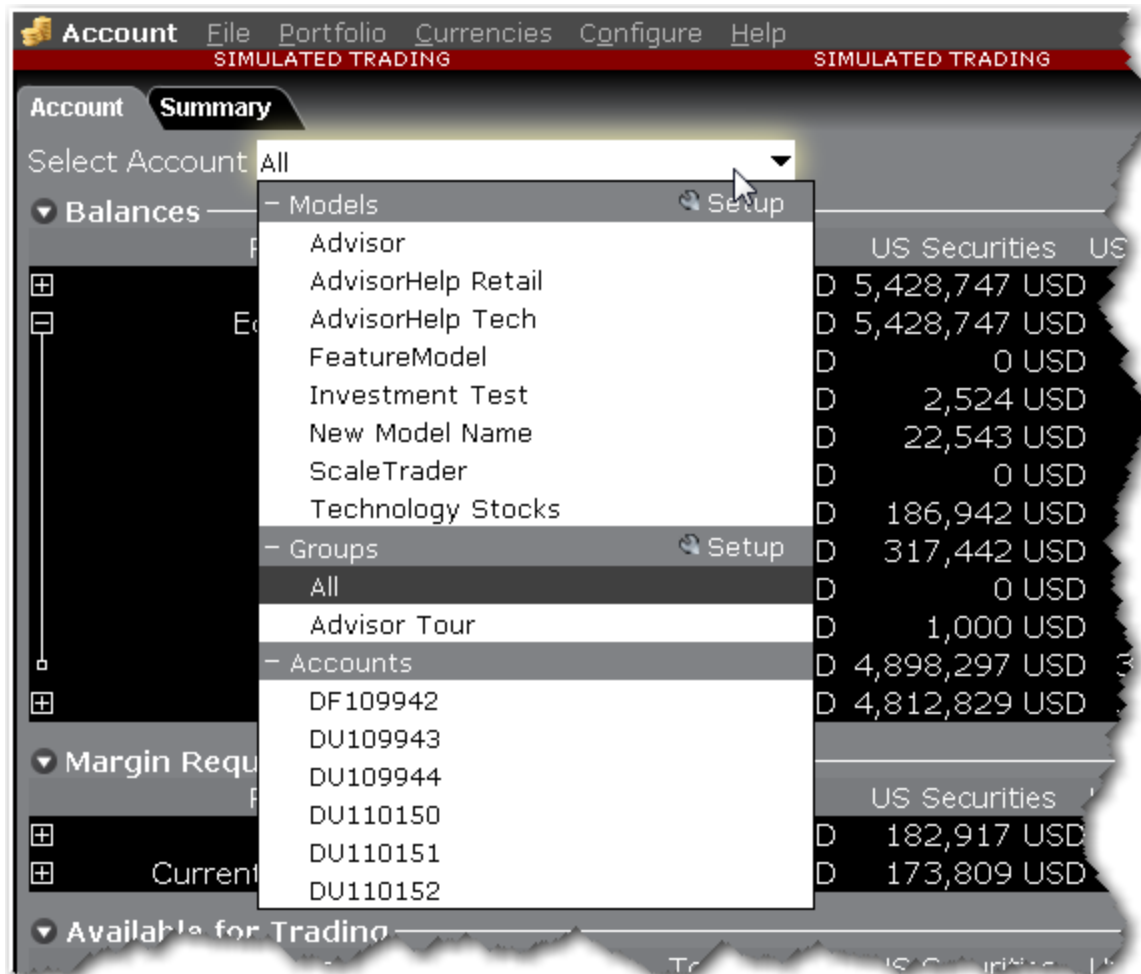 Account File Portfolio Currencies Configure Help
SIMULATED TRADING SIMULATED TRADING
Account Summary
Select Account All
Balances
Models Setup
Advisor US Securities US
AdvisorHelp Retail 5,428,747 USD
AdvisorHelp Tech 5,428,747 USD
FeatureModel 0 USD
Investment Test 2,524 USD
New Model Name 22,543 USD
ScaleTrader 0 USD
Technology Stocks 186,942 USD
Groups Setup 317,442 USD
All 0 USD
Advisor Tour 1,000 USD
Accounts 4,898,297 USD
DF109942 4,812,829 USD
DU109943
Margin Requ
DU109944 US Securities
DU110150 182,917 USD
DU110151
Current 173,809 USD
DU110152
Available for Trading